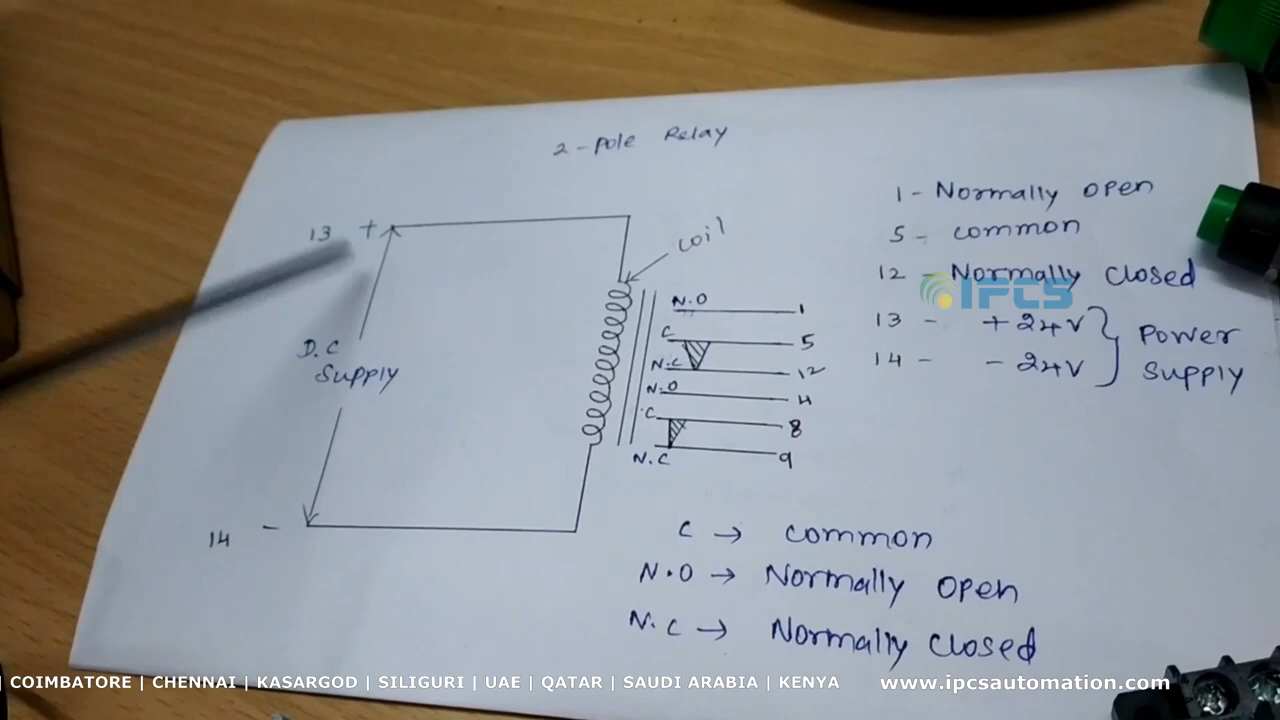 2-Pole Relay
13 +
coil
D.C
Supply
14 -
N.O 1
C 5
N.C 12
N.O 4
C 8
N.C 9
1 - Normally open
5 - common
12 - Normally closed
13 - +24V
14 - -24V
Power
supply
IPCS
C → common
N.O → Normally open
N.C → Normally closed
| COIMBATORE | CHENNAI | KASARGOD | SILIGURI | UAE | QATAR | SAUDI ARABIA | KENYA www.ipcsautomation.com